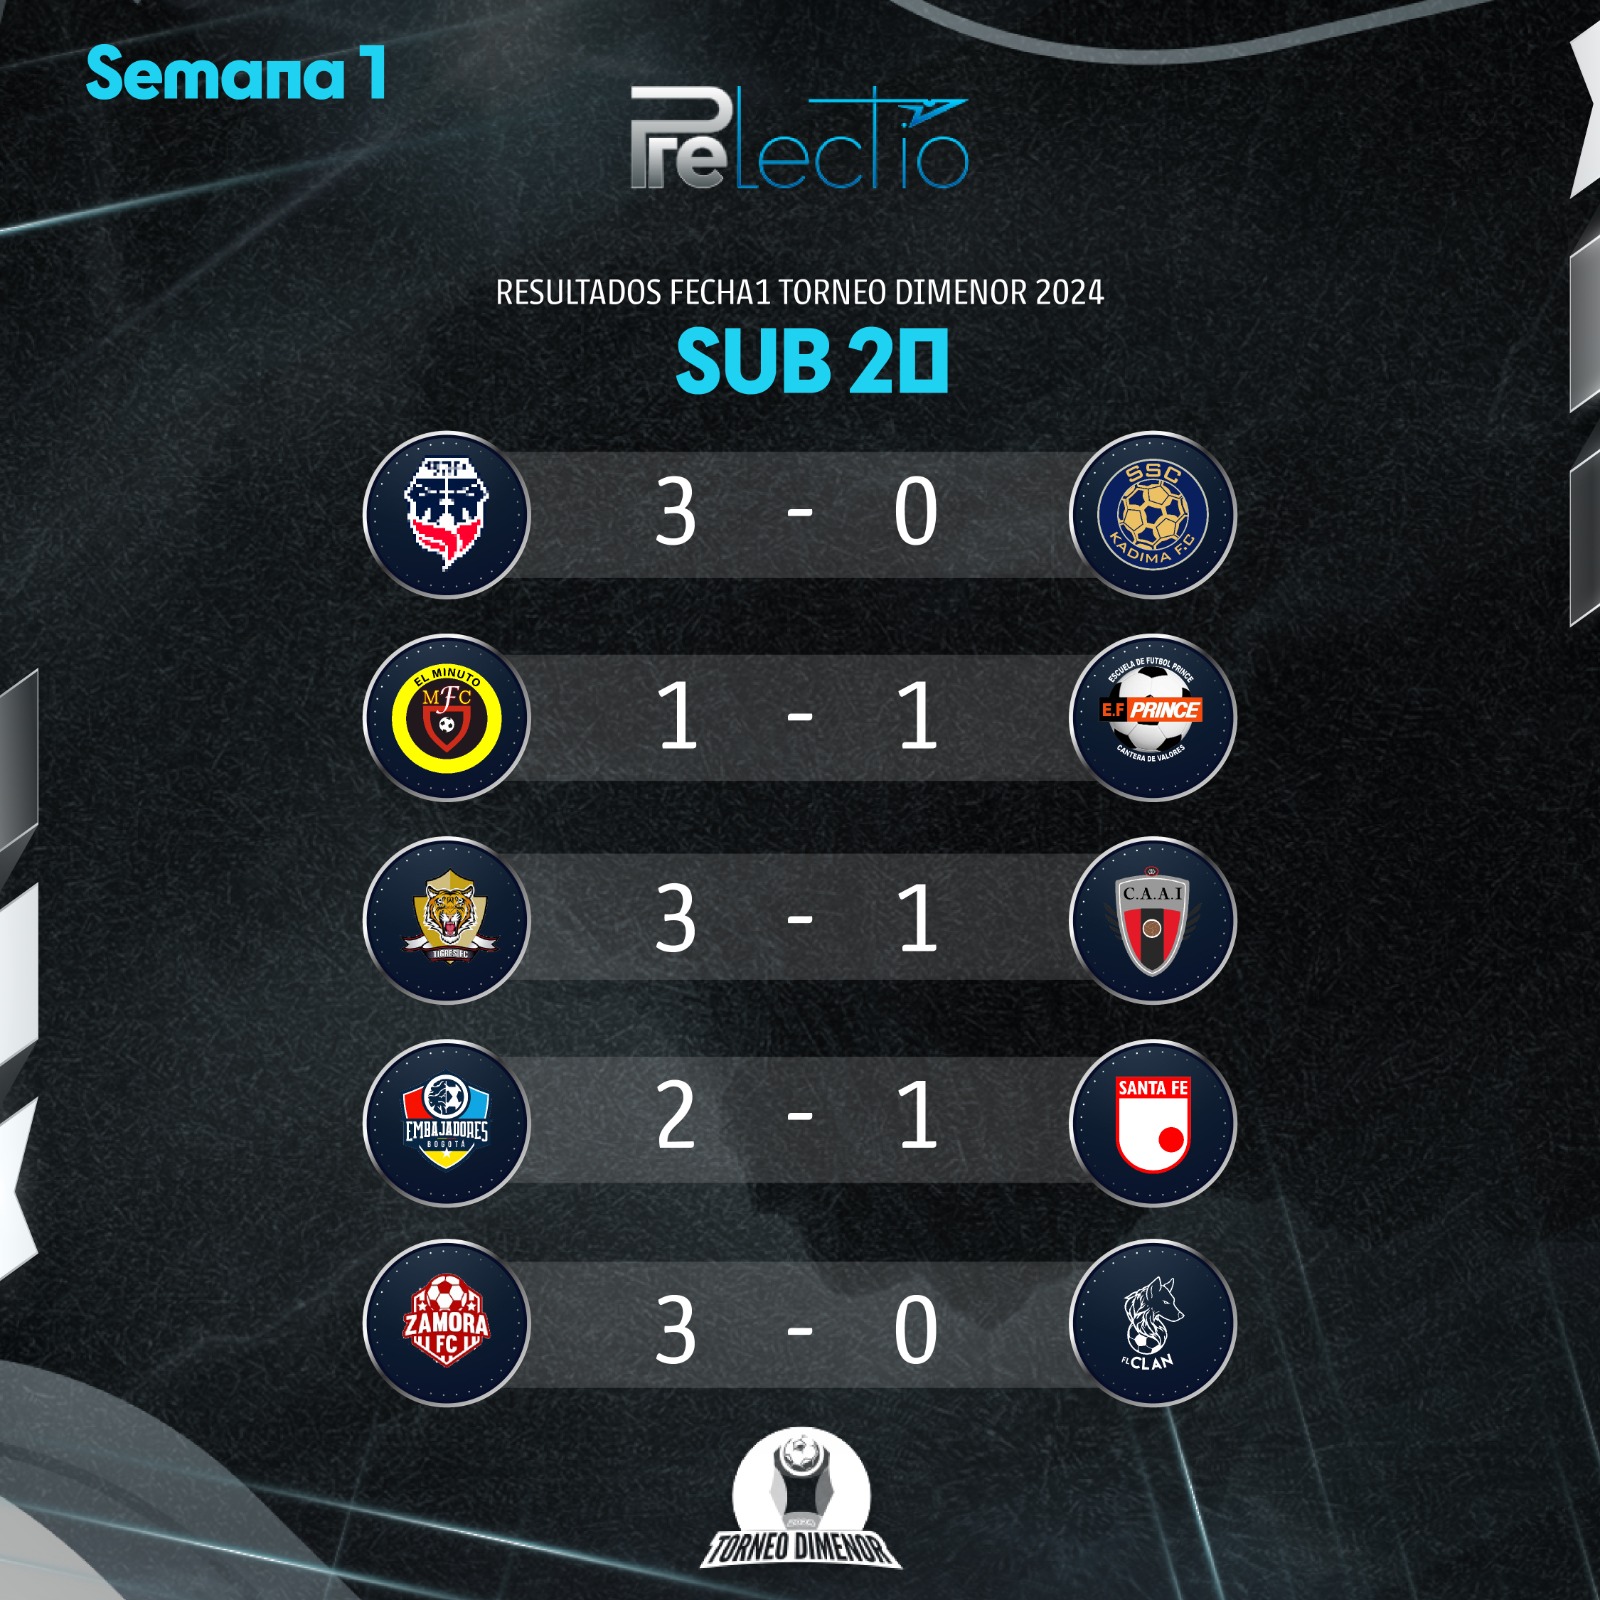 Semana 1
PreLectio
RESULTADOS FECHA1 TORNEO DIMENOR 2024
SUB 20
3 - 0
SSC
KADIMA F.C
EL MINUTO
MFC
1 - 1
ESCUELA DE FUTBOL PRINCE
E.F PRINCE
CANTERA DE VALORES
TIGRES FC
3 - 1
C.A.A.I
EMBAJADORES
BOGOTÁ
2 - 1
SANTA FE
ZAMORA
FC
3 - 0
FL CLAN
TORNEO DIMENOR